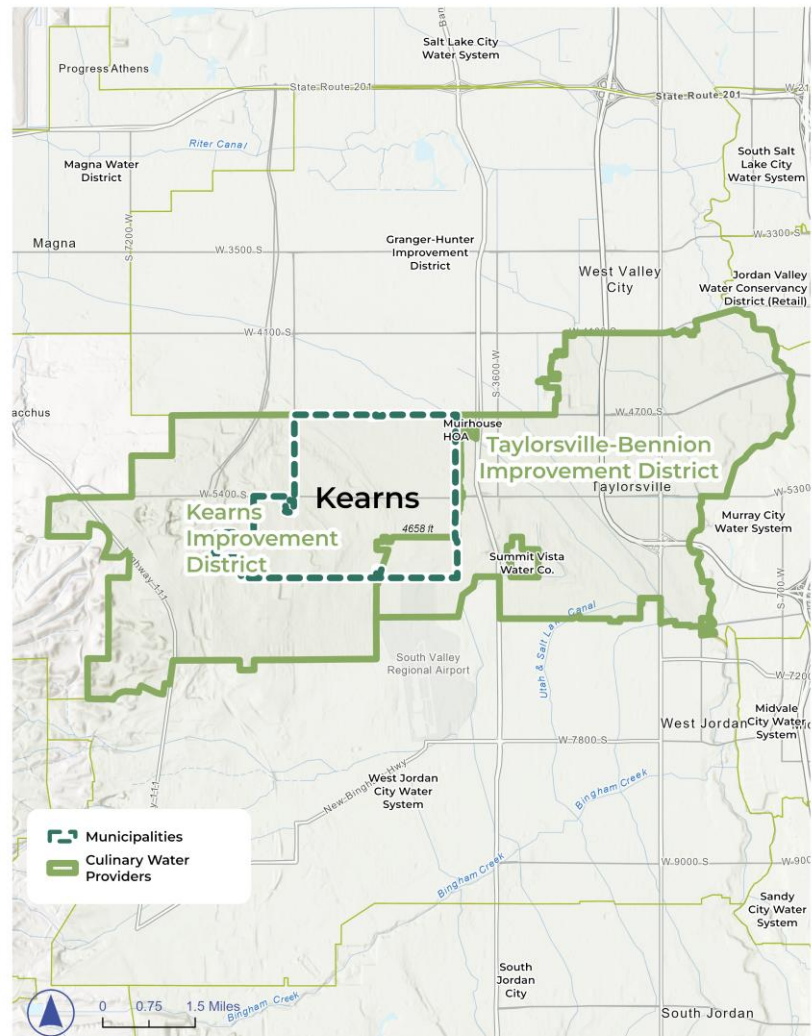 Salt Lake City
Water System
Progress Athens
State Route 201
State Route 201
W 21
Riter Canal
Magna Water
District
South Salt
Lake City
Water System
S 7200 W
Magna
W 3300 S
Granger-Hunter
Improvement
District
W 3500 S
West Valley
City
Jordan Valley
Water Conservancy
District (Retail)
W 4100 S
S 3600 W
acchus
Muirhouse
HOA
W 4700 S
Taylorsville-Bennion
Improvement District
Kearns
W 5400 S
Taylorsville
W 5300
Kearns
Improvement
District
4658 ft
Murray City
Water System
Summit Vista
Water Co.
Highway 111
S 700 W
Utah & Salt Lake Canal
South Valley
Regional Airport
W 7200
Midvale
City Water
System
West Jordan
W 7800 S
West Jordan
City Water
System
New Bingham Hwy
Bingham Creek
Municipalities
Culinary Water
Providers
W 9000 S
W 900
Bingham Creek
Sandy
City Water
System
South
Jordan
City
0 0.75 1.5 Miles
Bingham Creek
South Jordan